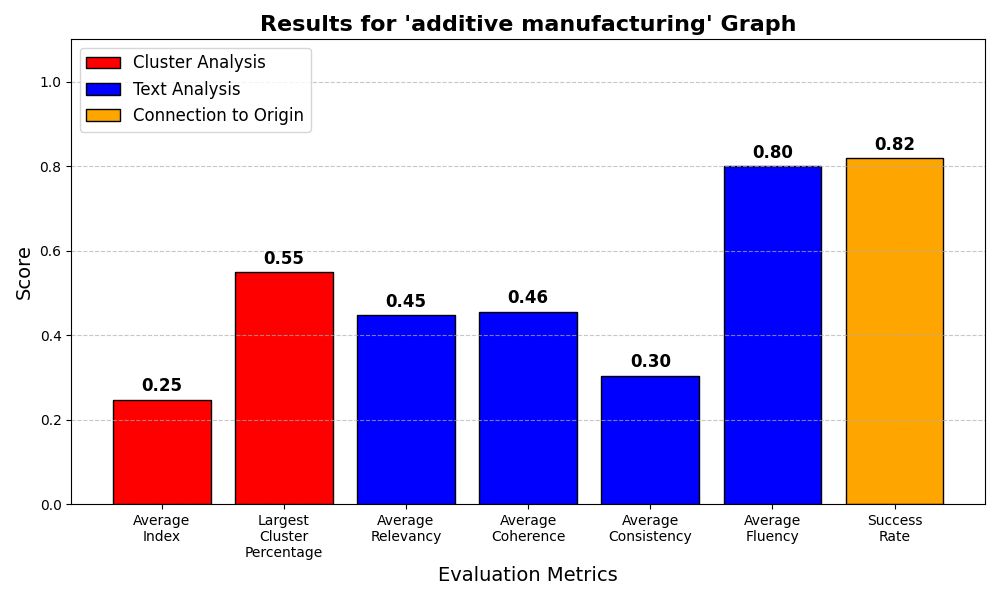 Results for 'additive manufacturing' Graph
Cluster Analysis
Text Analysis
Connection to Origin
Score
1.0
0.8
0.6
0.4
0.2
0.0
0.25
0.55
0.45
0.46
0.30
0.80
0.82
Average
Index
Largest
Cluster
Percentage
Average
Relevancy
Average
Coherence
Average
Consistency
Average
Fluency
Success
Rate
Evaluation Metrics